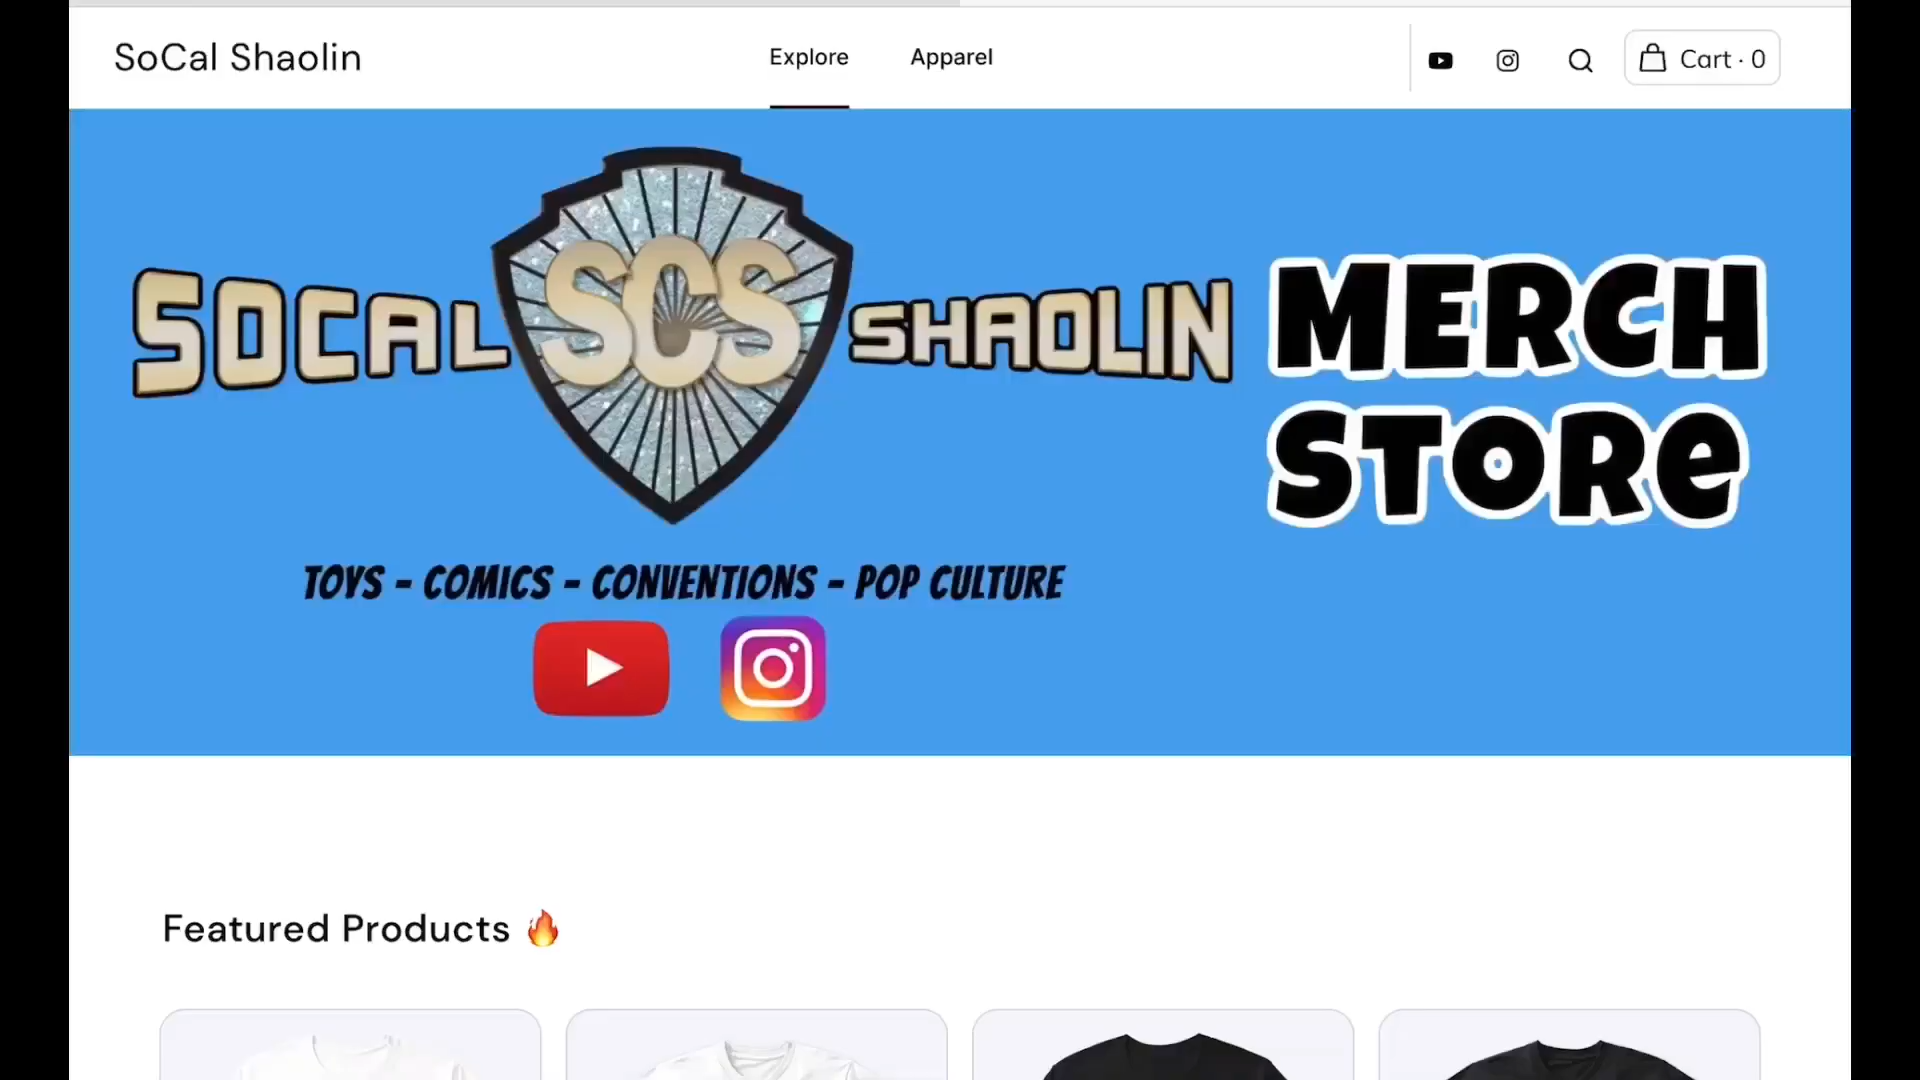 SoCal Shaolin
Explore
Apparel
Cart · 0
SOCAL SCS SHAOLIN
MERCH
STORe
TOYS - COMICS - CONVENTIONS - POP CULTURE
Featured Products 🔥